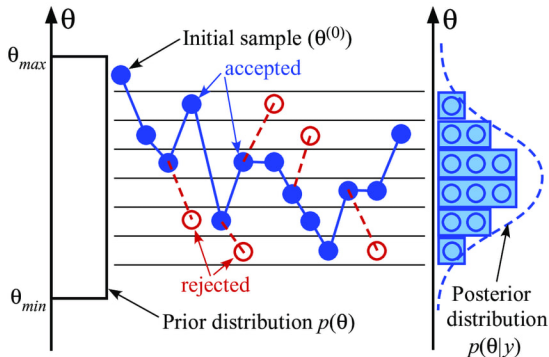 θ
θ
Initial sample (θ(0))
θmax
accepted
rejected
θmin
Prior distribution p(θ)
Posterior
distribution
p(θ|y)